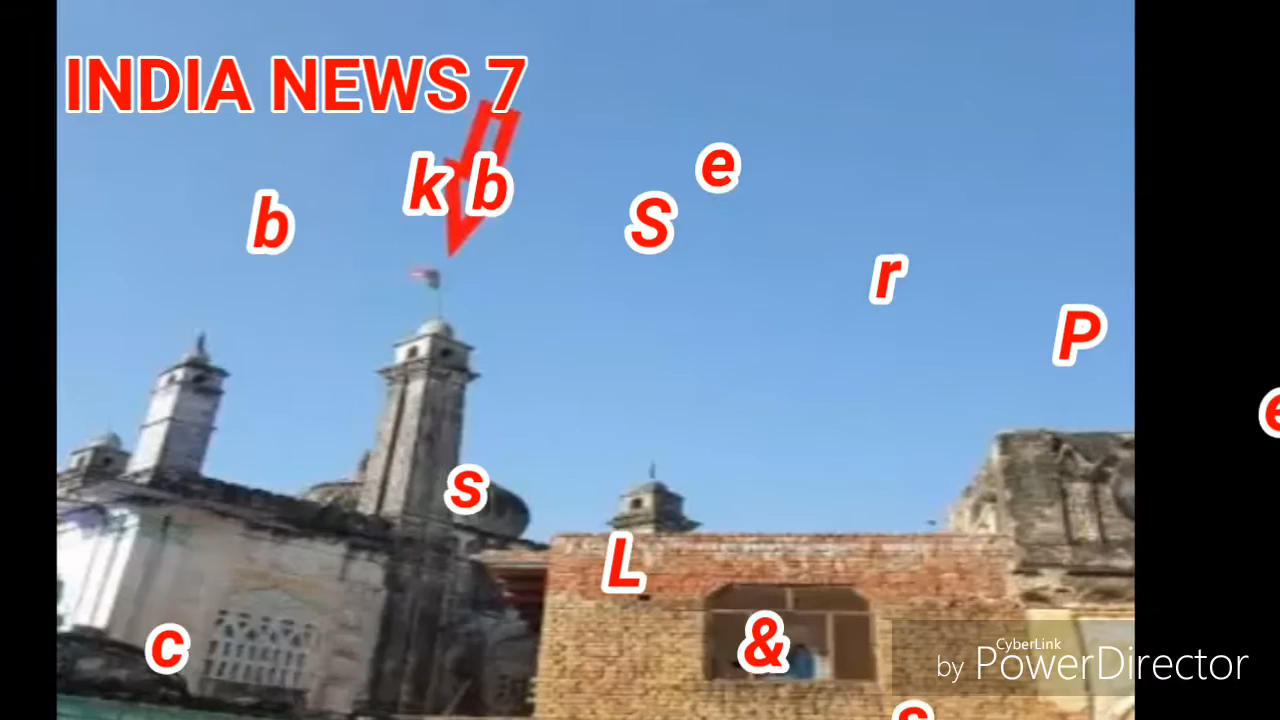 INDIA NEWS 7
e
k b
b
S
r
P
e
s
L
&
c
s
CyberLink
by PowerDirector